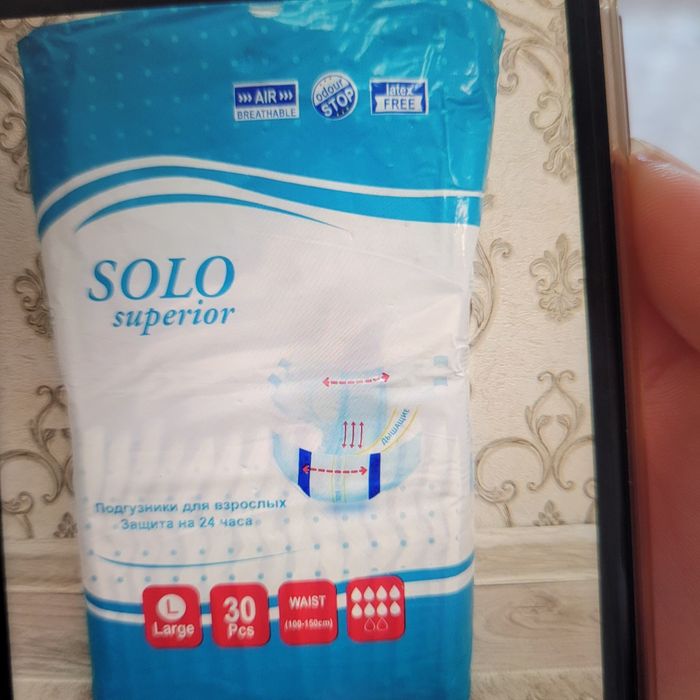 AIR
BREATHABLE
odour
STOP
latex
FREE
SOLO
superior
дышащие
Подгузники для взрослых
Защита на 24 часа
L
Large
30
Pcs
WAIST
(100-150cm)